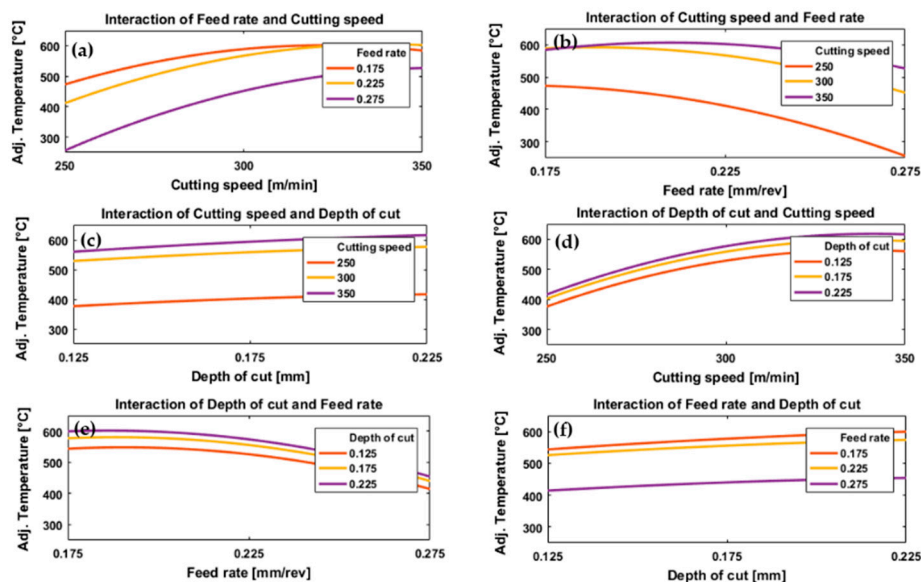 Interaction of Feed rate and Cutting speed
(a)
Adj. Temperature [°C]
600
500
400
300
Feed rate
0.175
0.225
0.275
250
300
350
Cutting speed [m/min]
Interaction of Cutting speed and Feed rate
(b)
Adj. Temperature [°C]
600
500
400
300
Cutting speed
250
300
350
0.175
0.225
0.275
Feed rate [mm/rev]
Interaction of Cutting speed and Depth of cut
(c)
Adj. Temperature [°C]
600
500
400
300
Cutting speed
250
300
350
0.125
0.175
0.225
Depth of cut [mm]
Interaction of Depth of cut and Cutting speed
(d)
Adj. Temperature [°C]
600
500
400
300
Depth of cut
0.125
0.175
0.225
250
300
350
Cutting speed [m/min]
Interaction of Depth of cut and Feed rate
(e)
Adj. Temperature [°C]
600
500
400
300
Depth of cut
0.125
0.175
0.225
0.175
0.225
0.275
Feed rate [mm/rev]
Interaction of Feed rate and Depth of cut
(f)
Adj. Temperature [°C]
600
500
400
300
Feed rate
0.175
0.225
0.275
0.125
0.175
0.225
Depth of cut [mm]